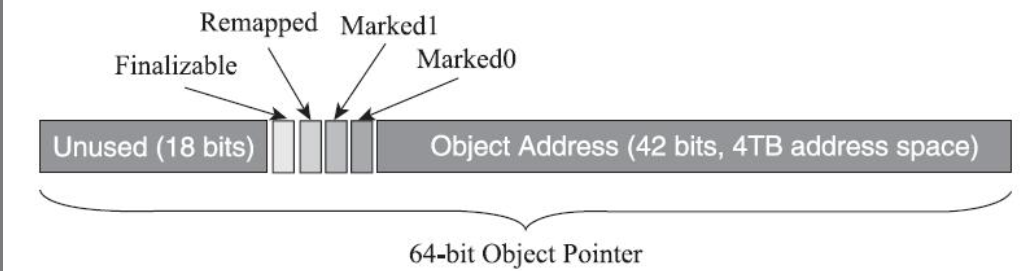 Remapped Marked1
Finalizable Marked0
Unused (18 bits) Object Address (42 bits, 4TB address space)
64-bit Object Pointer